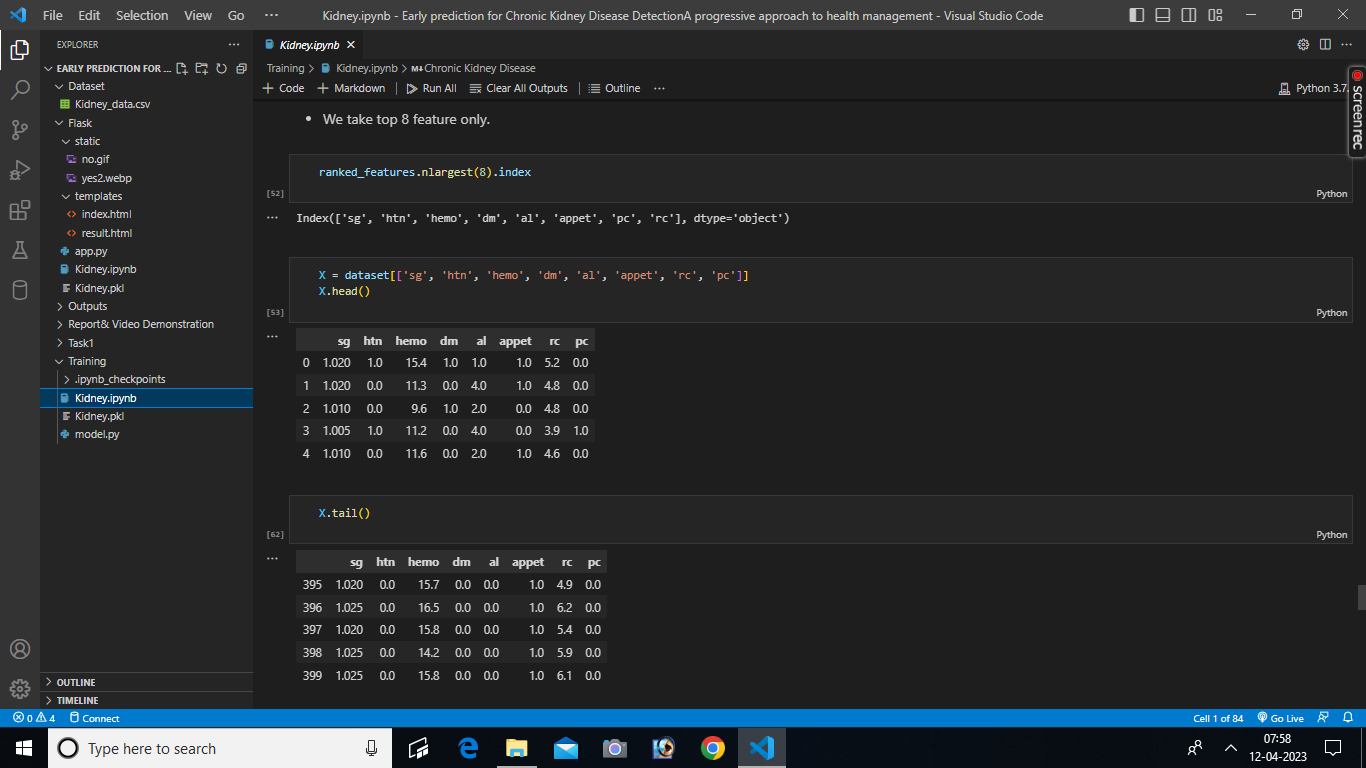 File Edit Selection View Go ··· Kidney.ipynb - Early prediction for Chronic Kidney Disease DetectionA progressive approach to health management - Visual Studio Code
EXPLORER ···
EARLY PREDICTION FOR ...
Dataset
Kidney_data.csv
Flask
static
no.gif
yes2.webp
templates
index.html
result.html
app.py
Kidney.ipynb
Kidney.pkl
Outputs
Report& Video Demonstration
Task1
Training
.ipynb_checkpoints
Kidney.ipynb
Kidney.pkl
model.py
OUTLINE
TIMELINE
Kidney.ipynb
Training > Kidney.ipynb > M↓Chronic Kidney Disease
+ Code + Markdown Run All Clear All Outputs Outline ··· Python 3.7.
screenrec
• We take top 8 feature only.
ranked_features.nlargest(8).index
[52] Python
··· Index(['sg', 'htn', 'hemo', 'dm', 'al', 'appet', 'pc', 'rc'], dtype='object')
X = dataset[['sg', 'htn', 'hemo', 'dm', 'al', 'appet', 'rc', 'pc']]
X.head()
[53] Python
··· sg htn hemo dm al appet rc pc
0 1.020 1.0 15.4 1.0 1.0 1.0 5.2 0.0
1 1.020 0.0 11.3 0.0 4.0 1.0 4.8 0.0
2 1.010 0.0 9.6 1.0 2.0 0.0 4.8 0.0
3 1.005 1.0 11.2 0.0 4.0 0.0 3.9 1.0
4 1.010 0.0 11.6 0.0 2.0 1.0 4.6 0.0
X.tail()
[62] Python
··· sg htn hemo dm al appet rc pc
395 1.020 0.0 15.7 0.0 0.0 1.0 4.9 0.0
396 1.025 0.0 16.5 0.0 0.0 1.0 6.2 0.0
397 1.020 0.0 15.8 0.0 0.0 1.0 5.4 0.0
398 1.025 0.0 14.2 0.0 0.0 1.0 5.9 0.0
399 1.025 0.0 15.8 0.0 0.0 1.0 6.1 0.0
0 4 Connect Cell 1 of 84 Go Live
Type here to search
07:58
12-04-2023